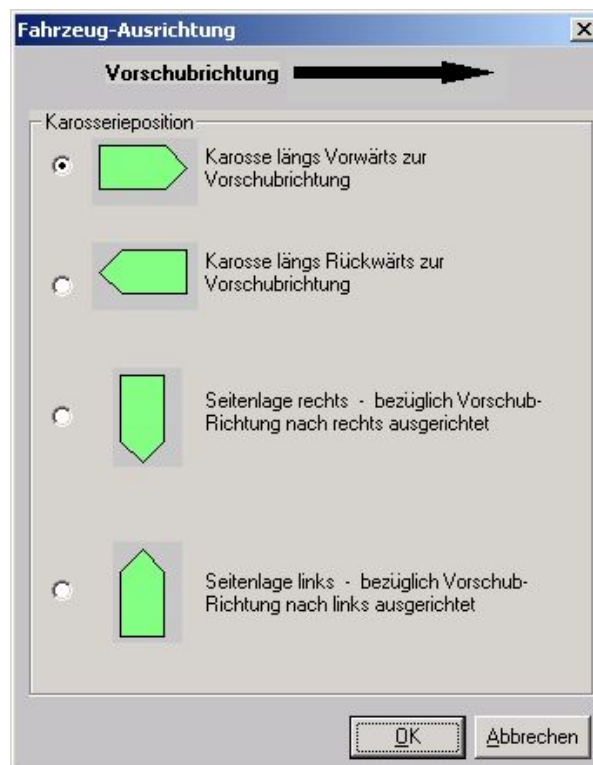 Fahrzeug-Ausrichtung
Vorschubrichtung
Karosserieposition
Karosse längs Vorwärts zur
Vorschubrichtung
Karosse längs Rückwärts zur
Vorschubrichtung
Seitenlage rechts - bezüglich Vorschub-
Richtung nach rechts ausgerichtet
Seitenlage links - bezüglich Vorschub-
Richtung nach links ausgerichtet
OK
Abbrechen